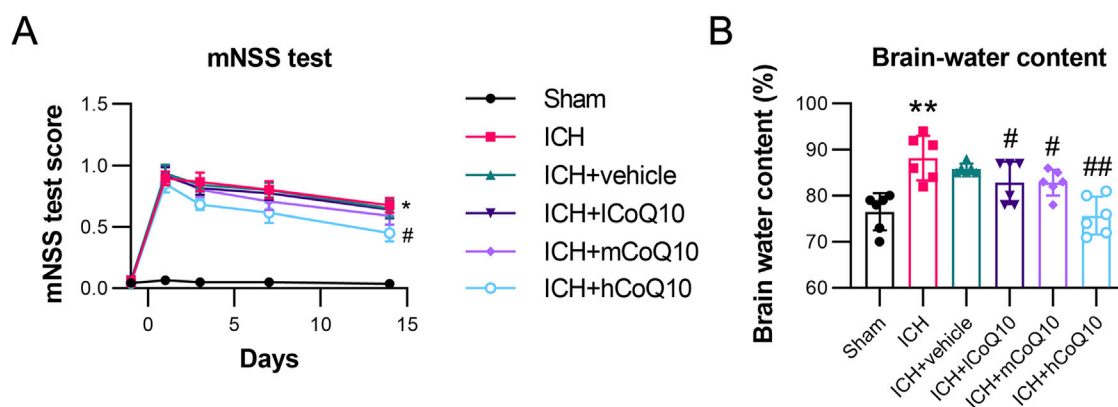 A
mNSS test
mNSS test score
1.5
1.0
0.5
0.0
0
5
10
15
Days
*
#
Sham
ICH
ICH+vehicle
ICH+lCoQ10
ICH+mCoQ10
ICH+hCoQ10
B
Brain-water content
Brain water content (%)
100
90
80
70
60
**
#
#
##
Sham
ICH
ICH+vehicle
ICH+lCoQ10
ICH+mCoQ10
ICH+hCoQ10